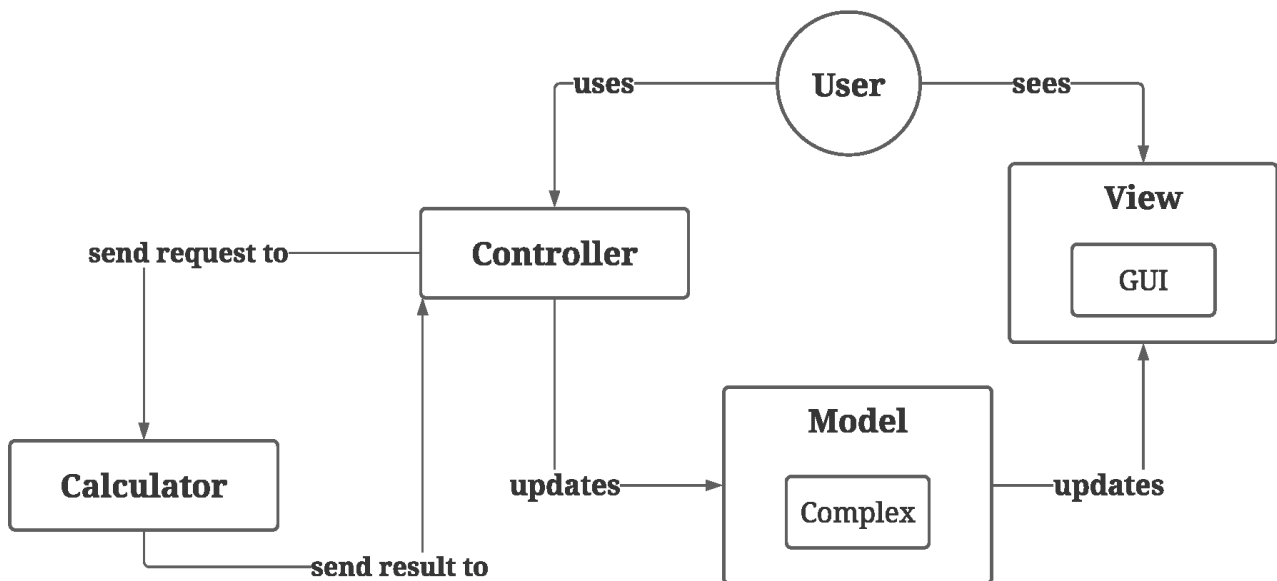 User
uses
sees
View
GUI
Controller
send request to
Model
Complex
Calculator
updates
updates
send result to